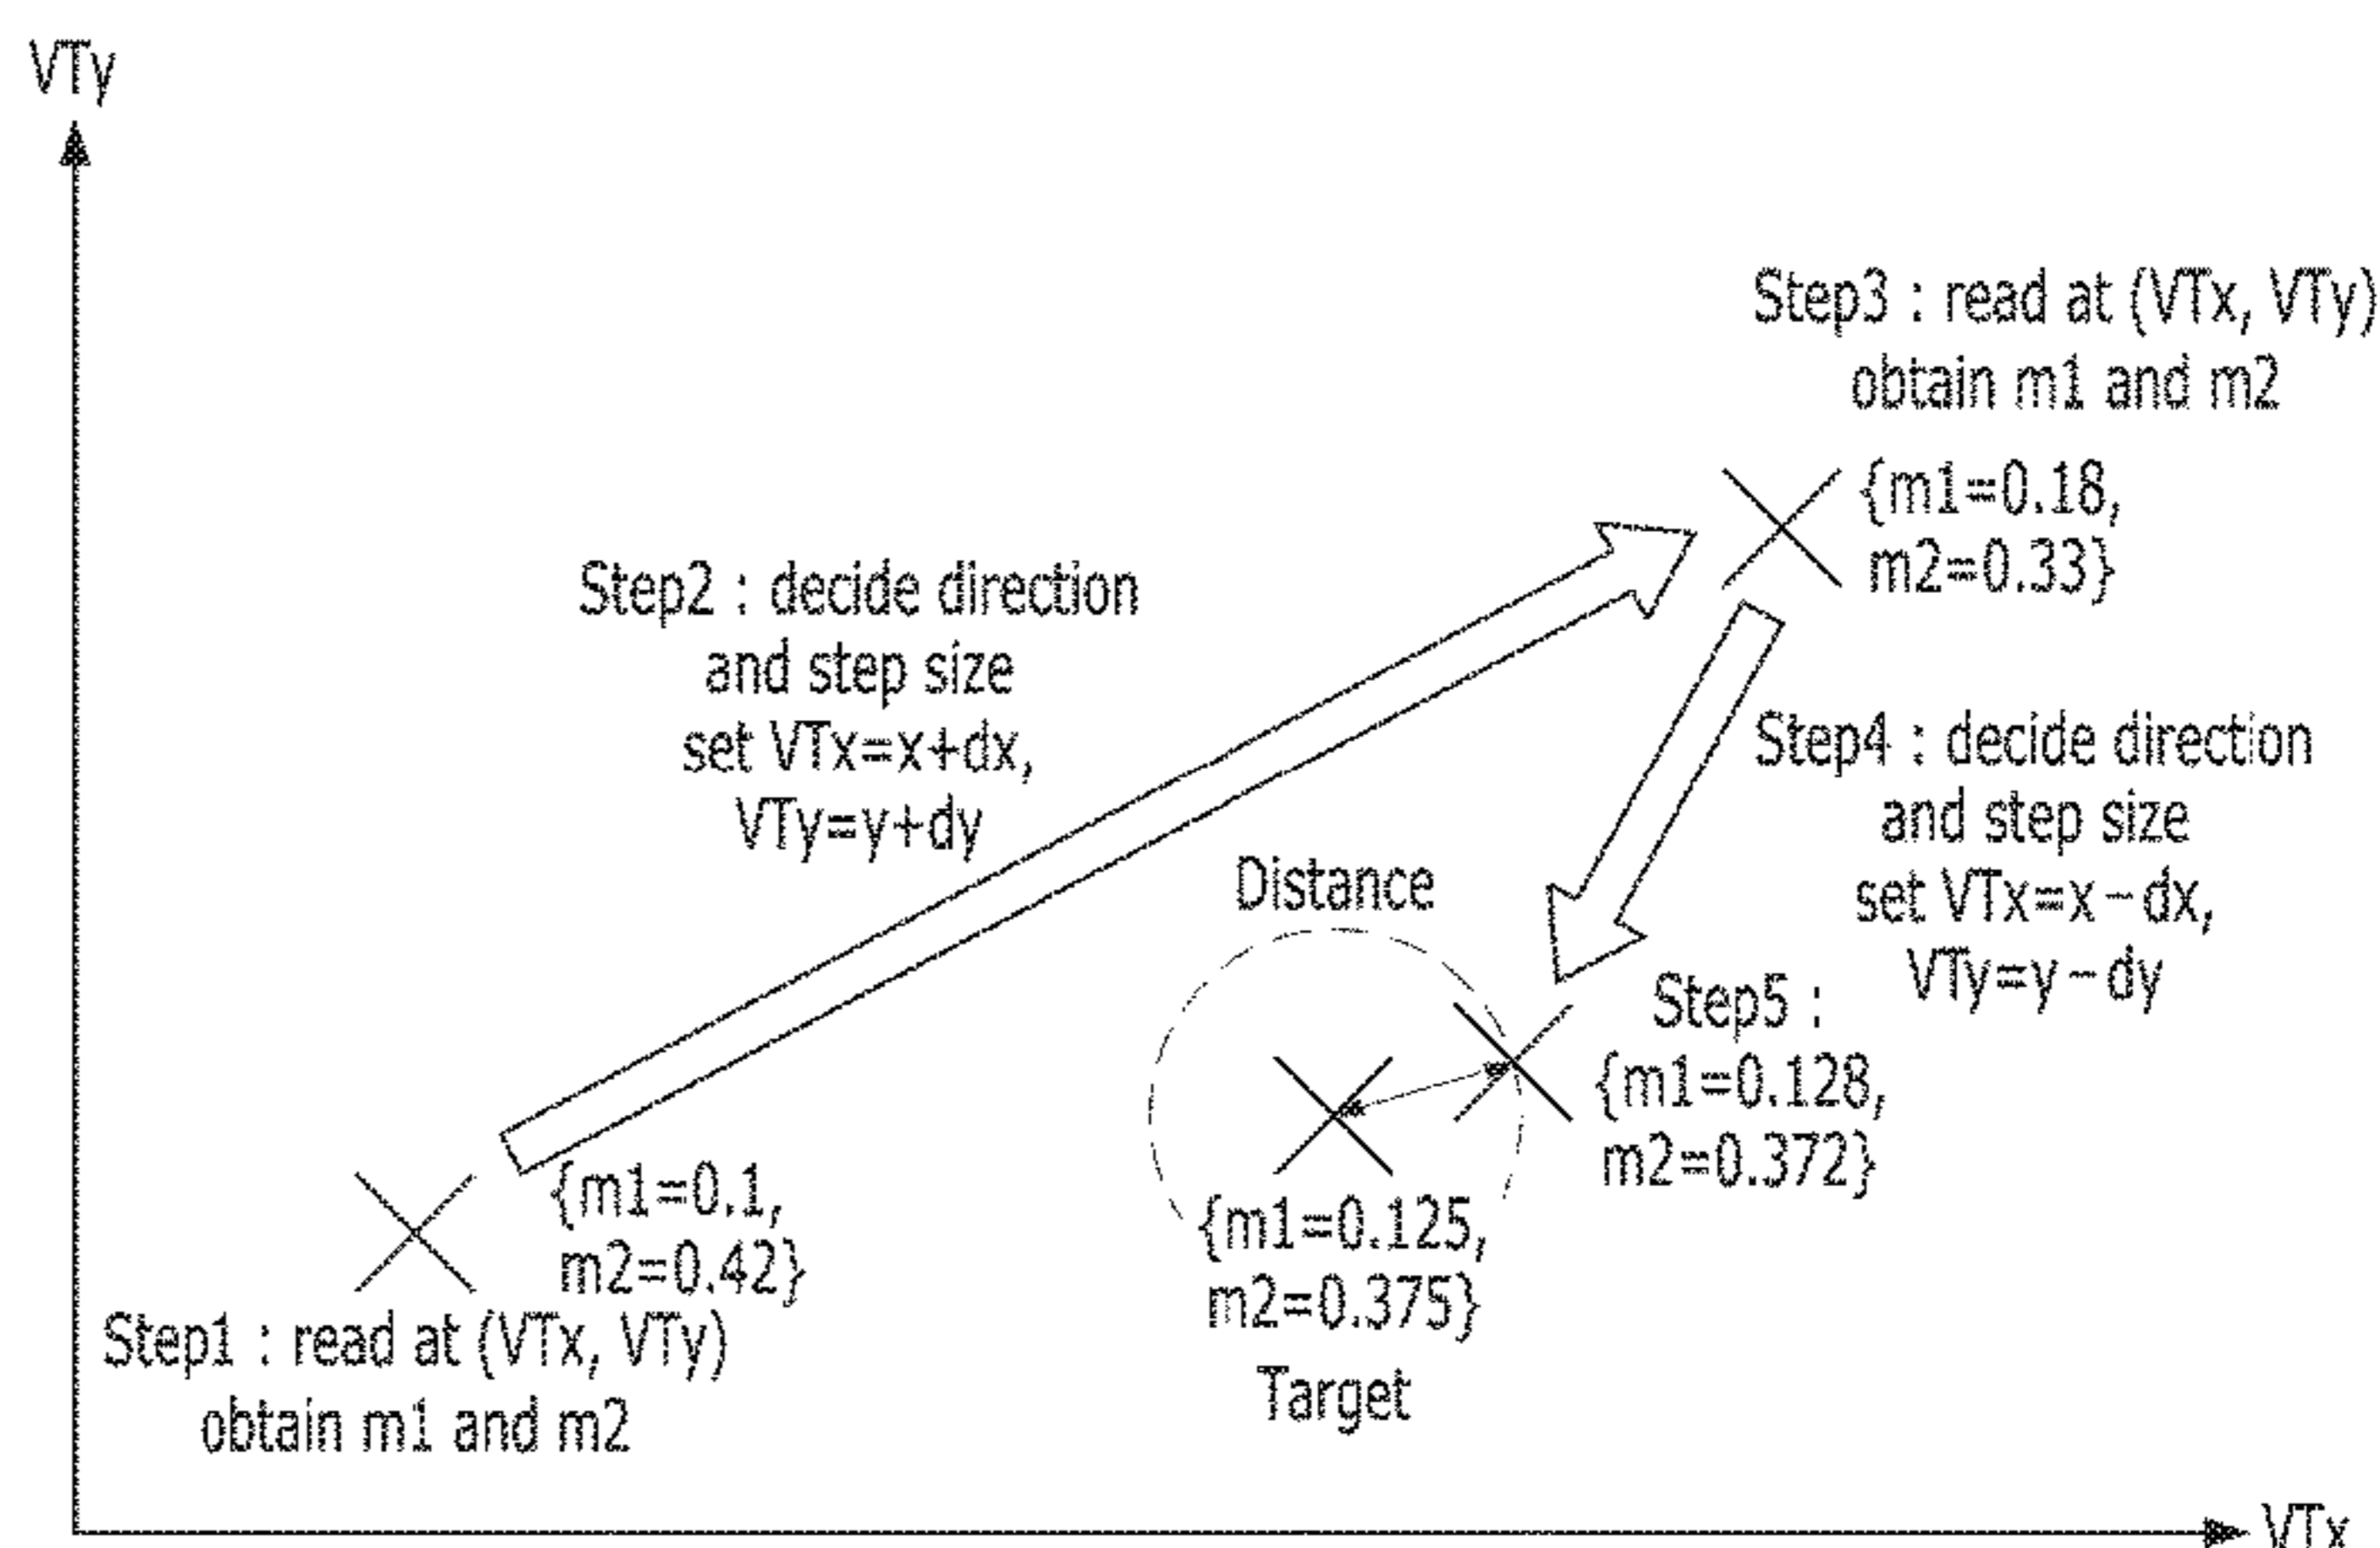 VTy
Step3 : read at (VTx, VTy)
obtain m1 and m2
{m1=0.18,
m2=0.33}
Step2 : decide direction
and step size
set VTx=x+dx,
VTy=y+dy
Step4 : decide direction
and step size
set VTx=x-dx,
VTy=y-dy
Distance
Step5 :
{m1=0.128,
m2=0.372}
{m1=0.1,
m2=0.42}
Step1 : read at (VTx, VTy)
obtain m1 and m2
{m1=0.125,
m2=0.375}
Target
VTx